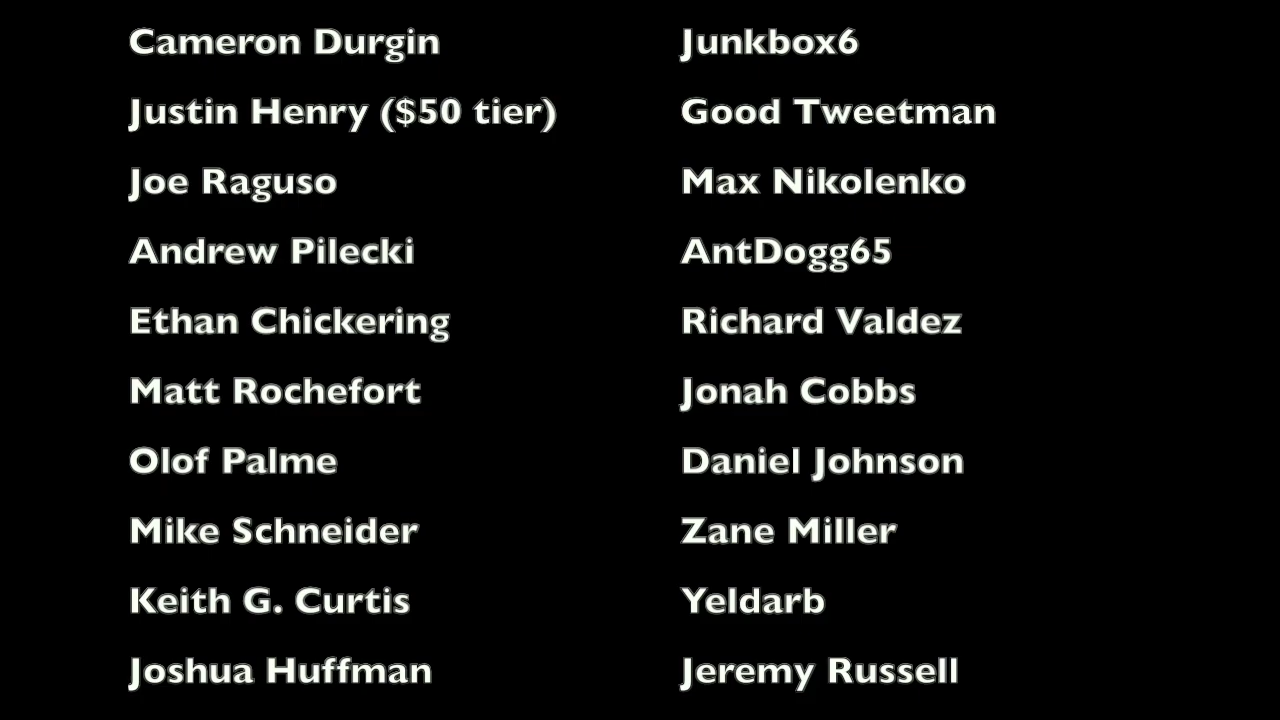 Cameron Durgin
Justin Henry ($50 tier)
Joe Raguso
Andrew Pilecki
Ethan Chickering
Matt Rochefort
Olof Palme
Mike Schneider
Keith G. Curtis
Joshua Huffman
Junkbox6
Good Tweetman
Max Nikolenko
AntDogg65
Richard Valdez
Jonah Cobbs
Daniel Johnson
Zane Miller
Yeldarb
Jeremy Russell